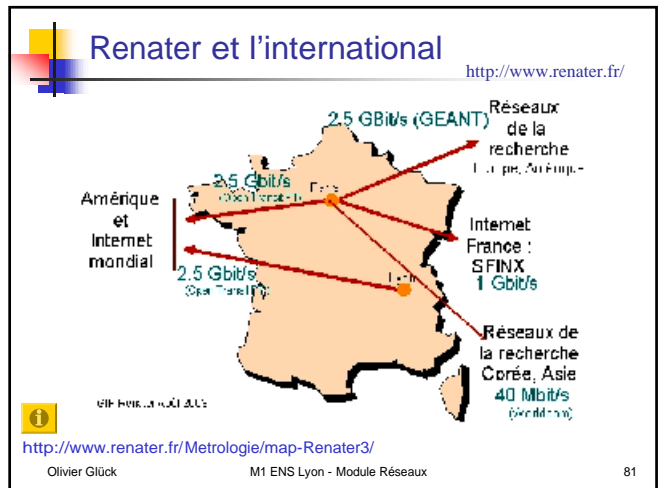 Renater et l'international
http://www.renater.fr/
2.5 GBit/s (GEANT)
Réseaux
de la
recherche
2.5 Gbit/s
Amérique
et
Internet
mondial
Internet
France :
SFINX
1 Gbit/s
2.5 Gbit/s
Réseaux de
la recherche
Corée, Asie
40 Mbit/s
http://www.renater.fr/Metrologie/map-Renater3/
Olivier Glück
M1 ENS Lyon - Module Réseaux
81